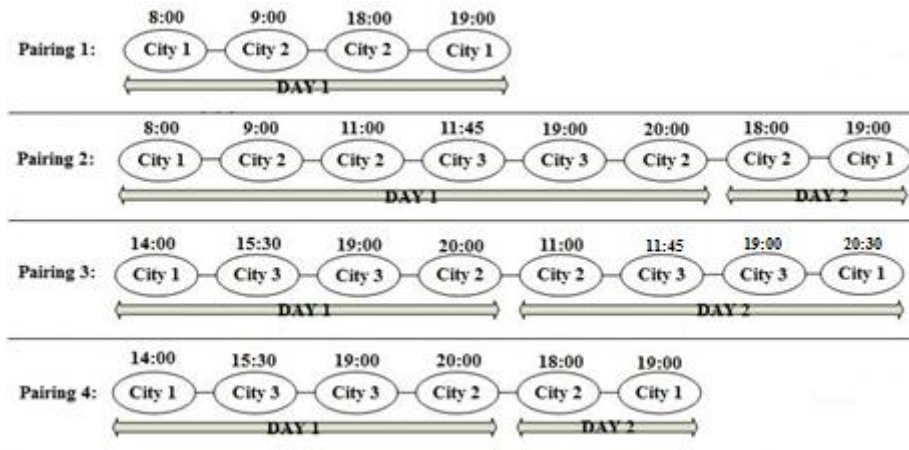 8:00 9:00 18:00 19:00
Pairing 1: City 1 City 2 City 2 City 1
DAY 1
8:00 9:00 11:00 11:45 19:00 20:00 18:00 19:00
Pairing 2: City 1 City 2 City 2 City 3 City 3 City 2 City 2 City 1
DAY 1 DAY 2
14:00 15:30 19:00 20:00 11:00 11:45 19:00 20:30
Pairing 3: City 1 City 3 City 3 City 2 City 2 City 3 City 3 City 1
DAY 1 DAY 2
14:00 15:30 19:00 20:00 18:00 19:00
Pairing 4: City 1 City 3 City 3 City 2 City 2 City 1
DAY 1 DAY 2